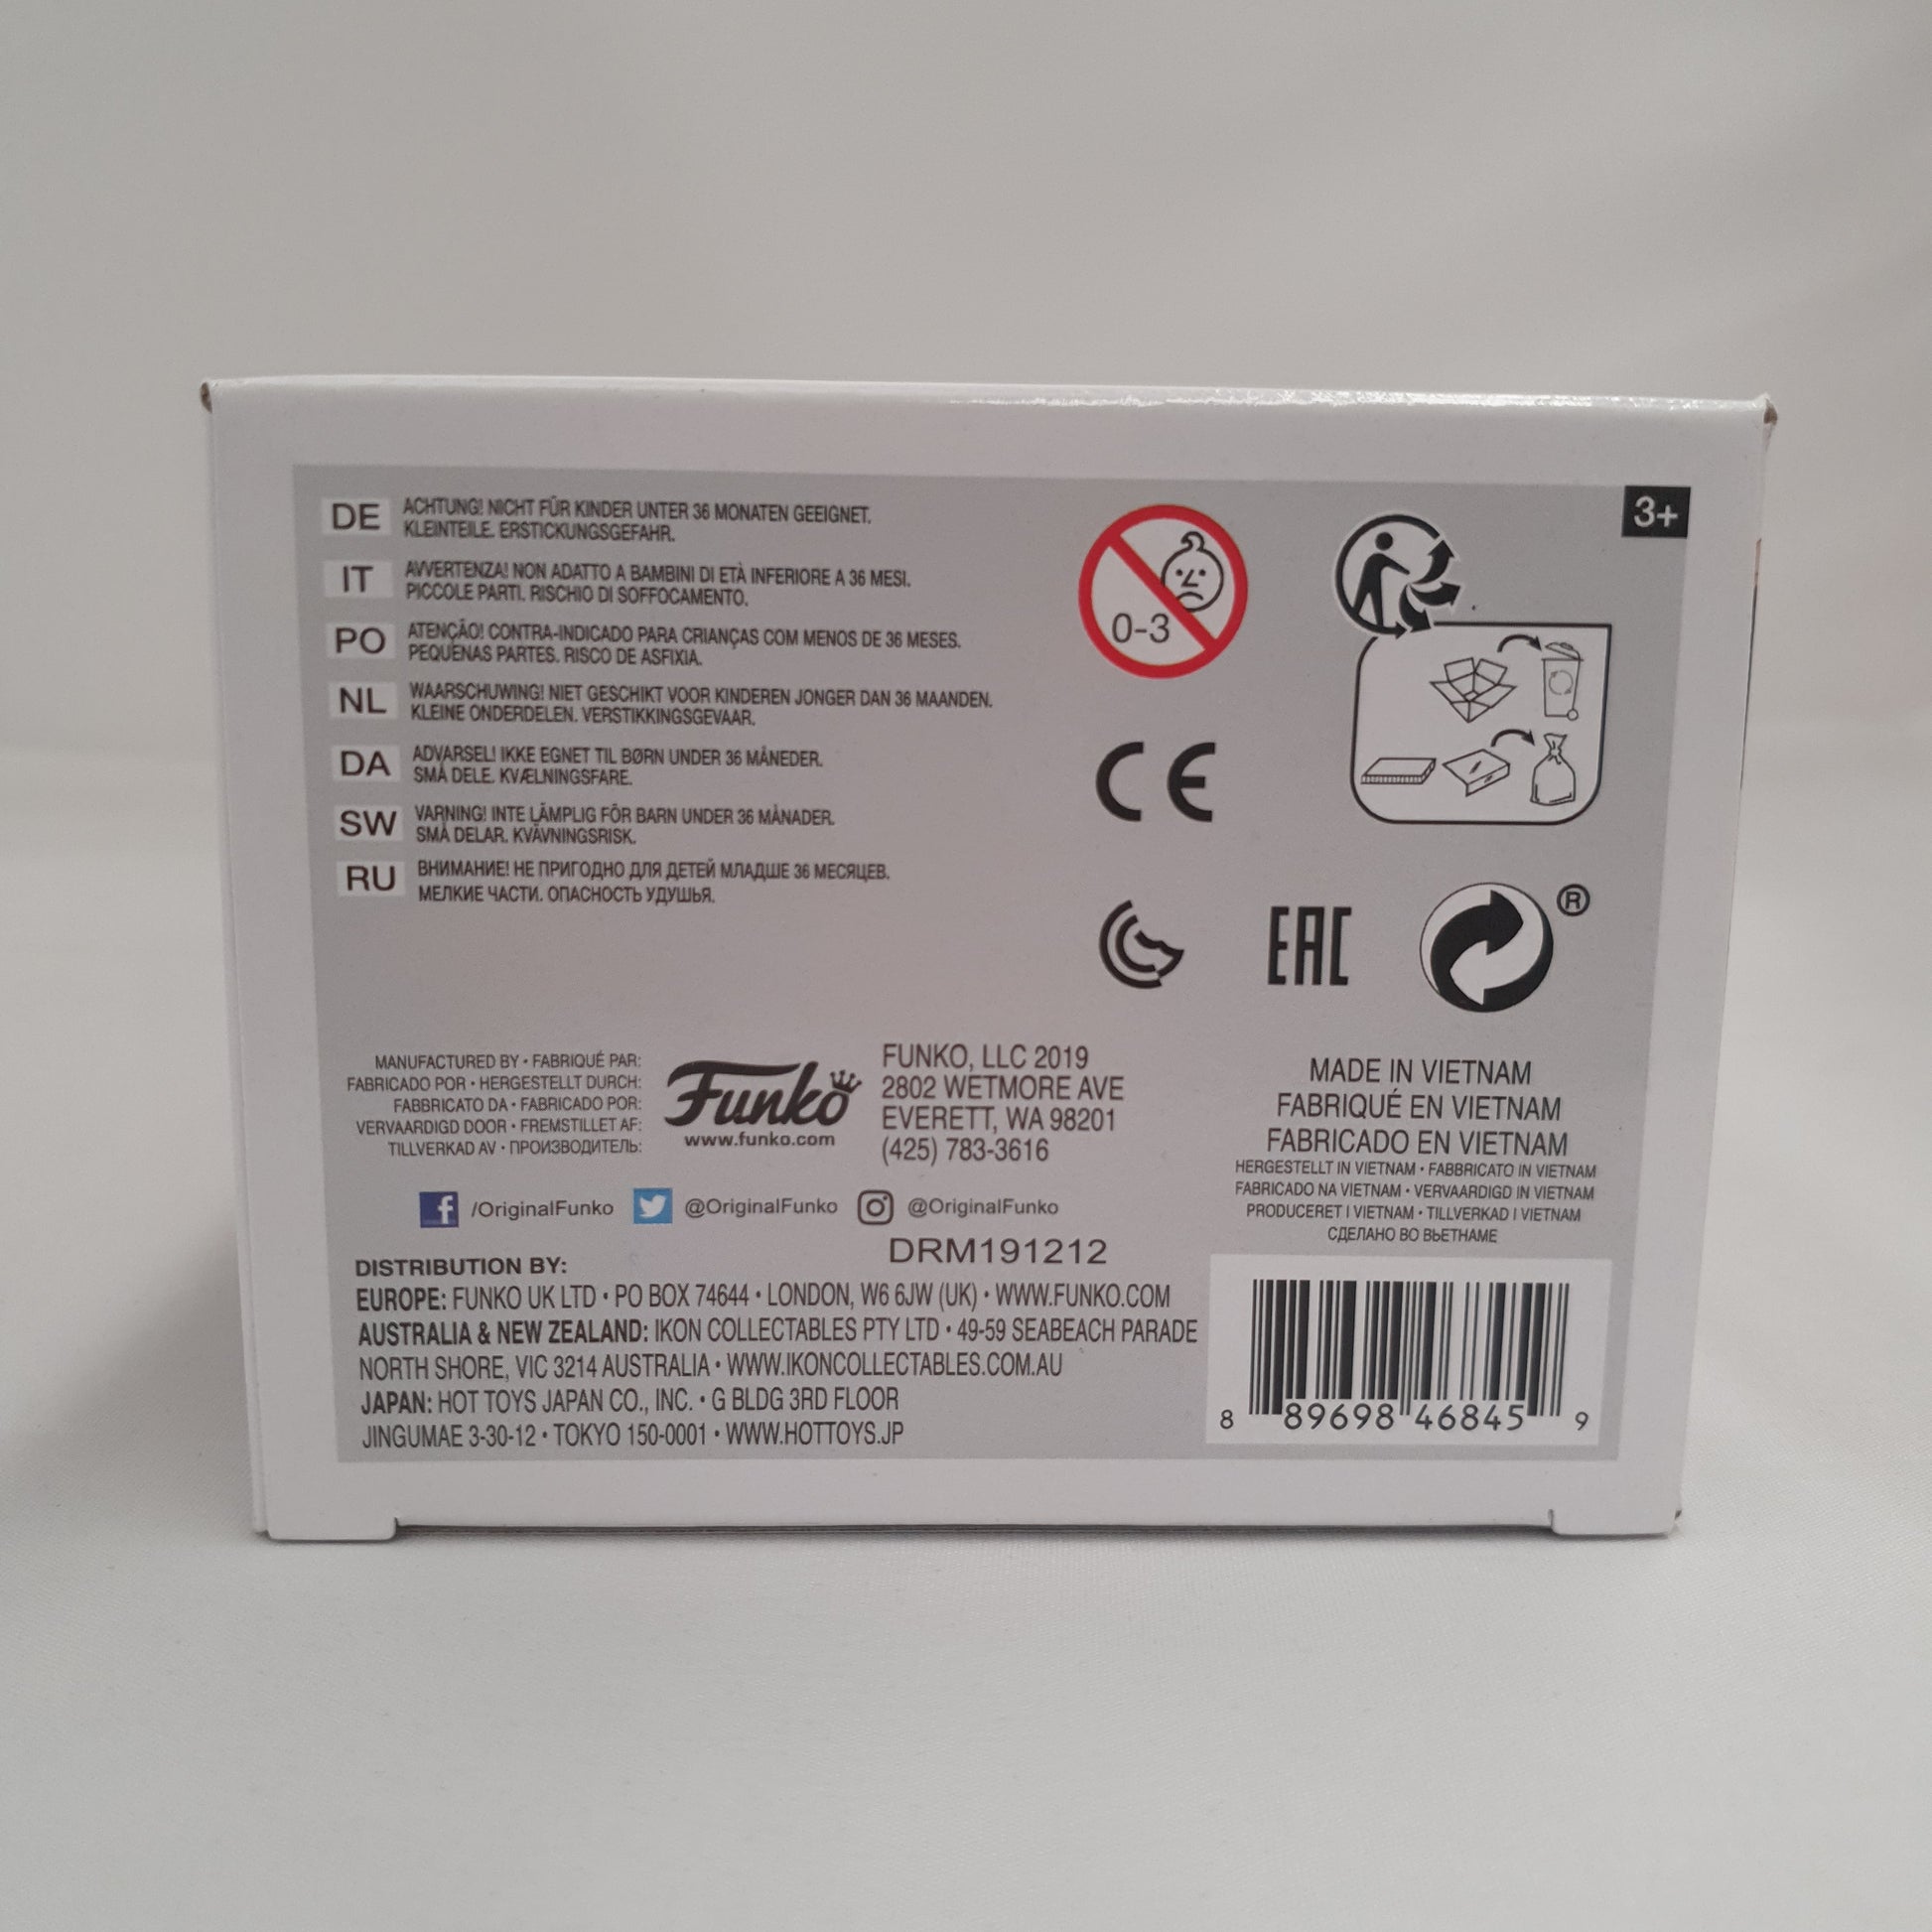 DE
ACHTUNG! NICHT FÜR KINDER UNTER 36 MONATEN GEEIGNET.
KLEINTEILE. ERSTICKUNGSGEFAHR.
IT
AVVERTENZA! NON ADATTO A BAMBINI DI ETÀ INFERIORE A 36 MESI.
PICCOLE PARTI. RISCHIO DI SOFFOCAMENTO.
PO
ATENÇÃO! CONTRA-INDICADO PARA CRIANÇAS COM MENOS DE 36 MESES.
PEQUENAS PARTES. RISCO DE ASFIXIA.
NL
WAARSCHUWING! NIET GESCHIKT VOOR KINDEREN JONGER DAN 36 MAANDEN.
KLEINE ONDERDELEN. VERSTIKKINGSGEVAAR.
DA
ADVARSEL! IKKE EGNET TIL BØRN UNDER 36 MÅNEDER.
SMÅ DELE. KVÆLNINGSFARE.
SW
VARNING! INTE LÄMPLIG FÖR BARN UNDER 36 MÅNADER.
SMÅ DELAR. KVÄVNINGSRISK.
RU
ВНИМАНИЕ! НЕ ПРИГОДНО ДЛЯ ДЕТЕЙ МЛАДШЕ 36 МЕСЯЦЕВ.
МЕЛКИЕ ЧАСТИ. ОПАСНОСТЬ УДУШЬЯ.
0-3
3+
CE
EAC
®
MANUFACTURED BY • FABRIQUÉ PAR:
FABRICADO POR • HERGESTELLT DURCH:
FABBRICATO DA • FABRICADO POR:
VERVAARDIGD DOOR • FREMSTILLET AF:
TILLVERKAD AV • ПРОИЗВОДИТЕЛЬ:
Funko
www.funko.com
FUNKO, LLC 2019
2802 WETMORE AVE
EVERETT, WA 98201
(425) 783-3616
MADE IN VIETNAM
FABRIQUÉ EN VIETNAM
FABRICADO EN VIETNAM
HERGESTELLT IN VIETNAM • FABBRICATO IN VIETNAM
FABRICADO NA VIETNAM • VERVAARDIGD IN VIETNAM
PRODUCERET I VIETNAM • TILLVERKAD I VIETNAM
СДЕЛАНО ВО ВЬЕТНАМЕ
f /OriginalFunko @OriginalFunko @OriginalFunko
DRM191212
DISTRIBUTION BY:
EUROPE: FUNKO UK LTD • PO BOX 74644 • LONDON, W6 6JW (UK) • WWW.FUNKO.COM
AUSTRALIA & NEW ZEALAND: IKON COLLECTABLES PTY LTD • 49-59 SEABEACH PARADE
NORTH SHORE, VIC 3214 AUSTRALIA • WWW.IKONCOLLECTABLES.COM.AU
JAPAN: HOT TOYS JAPAN CO., INC. • G BLDG 3RD FLOOR
JINGUMAE 3-30-12 • TOKYO 150-0001 • WWW.HOTTOYS.JP
8 89698 46845 9